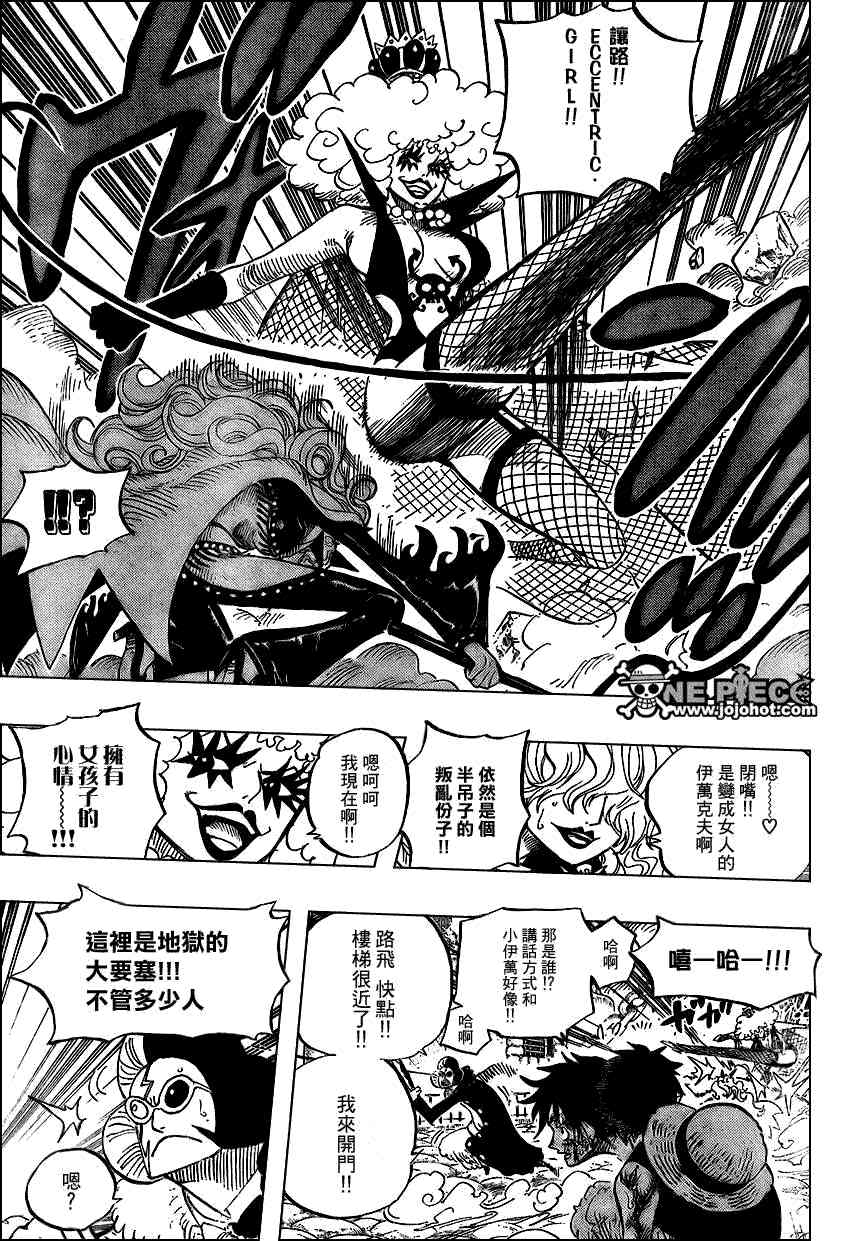 讓路!!
ECCENTRIC・
GIRL!!
!!?
ONE PIECE
www.jojohot.com
嗯……♥
閉嘴!!
是變成女人的
伊萬克夫啊
依然是個
半吊子的
叛亂份子!!
嗯呵呵
我現在啊!!
擁有
女孩子的
心情……!!!
嘻一哈一!!!
哈啊
那是誰!?
講話方式和
小伊萬好像!!
哈啊
路飛 快點!!
樓梯很近了!!
我來開門!!
這裡是地獄的
大要塞!!!
不管多少人
嗯?